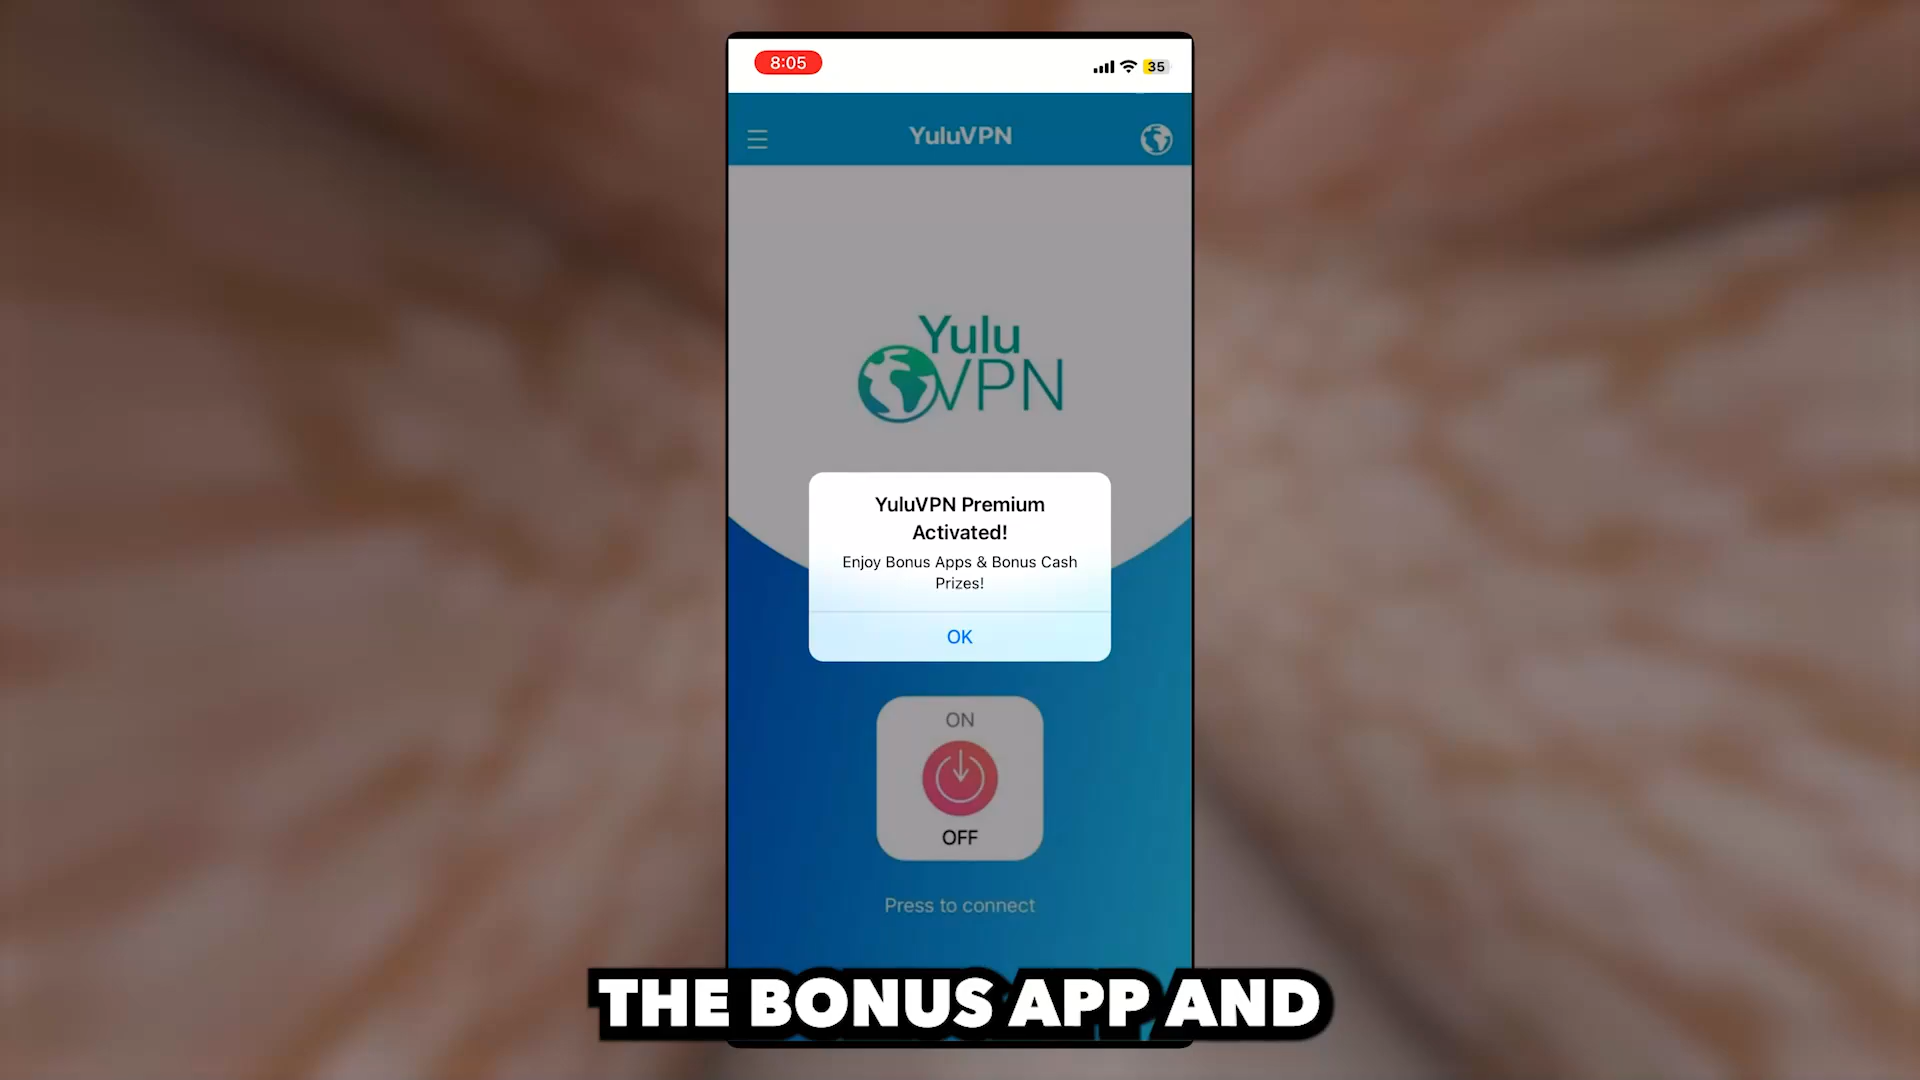 8:05
35
YuluVPN
Yulu
VPN
YuluVPN Premium
Activated!
Enjoy Bonus Apps & Bonus Cash
Prizes!
OK
ON
OFF
Press to connect
THE BONUS APP AND